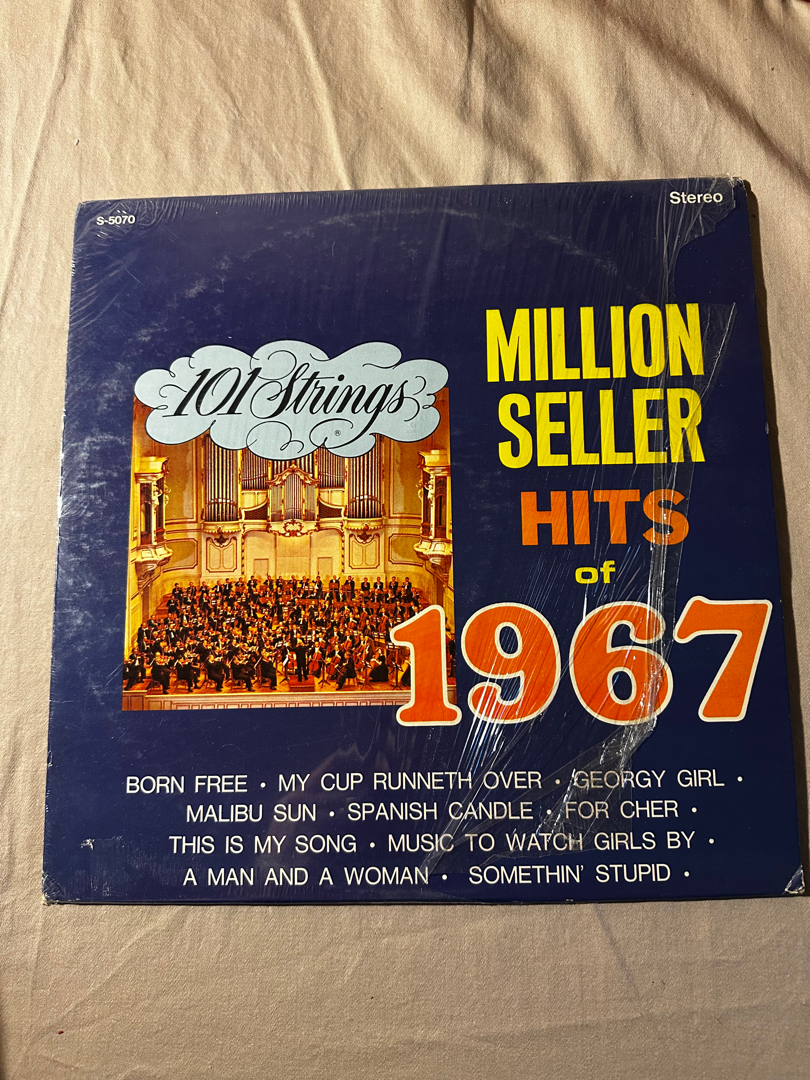 S-5070
Stereo
101 Strings
®
MILLION
SELLER
HITS
of
1967
BORN FREE • MY CUP RUNNETH OVER • GEORGY GIRL •
MALIBU SUN • SPANISH CANDLE • FOR CHER •
THIS IS MY SONG • MUSIC TO WATCH GIRLS BY •
A MAN AND A WOMAN • SOMETHIN' STUPID •